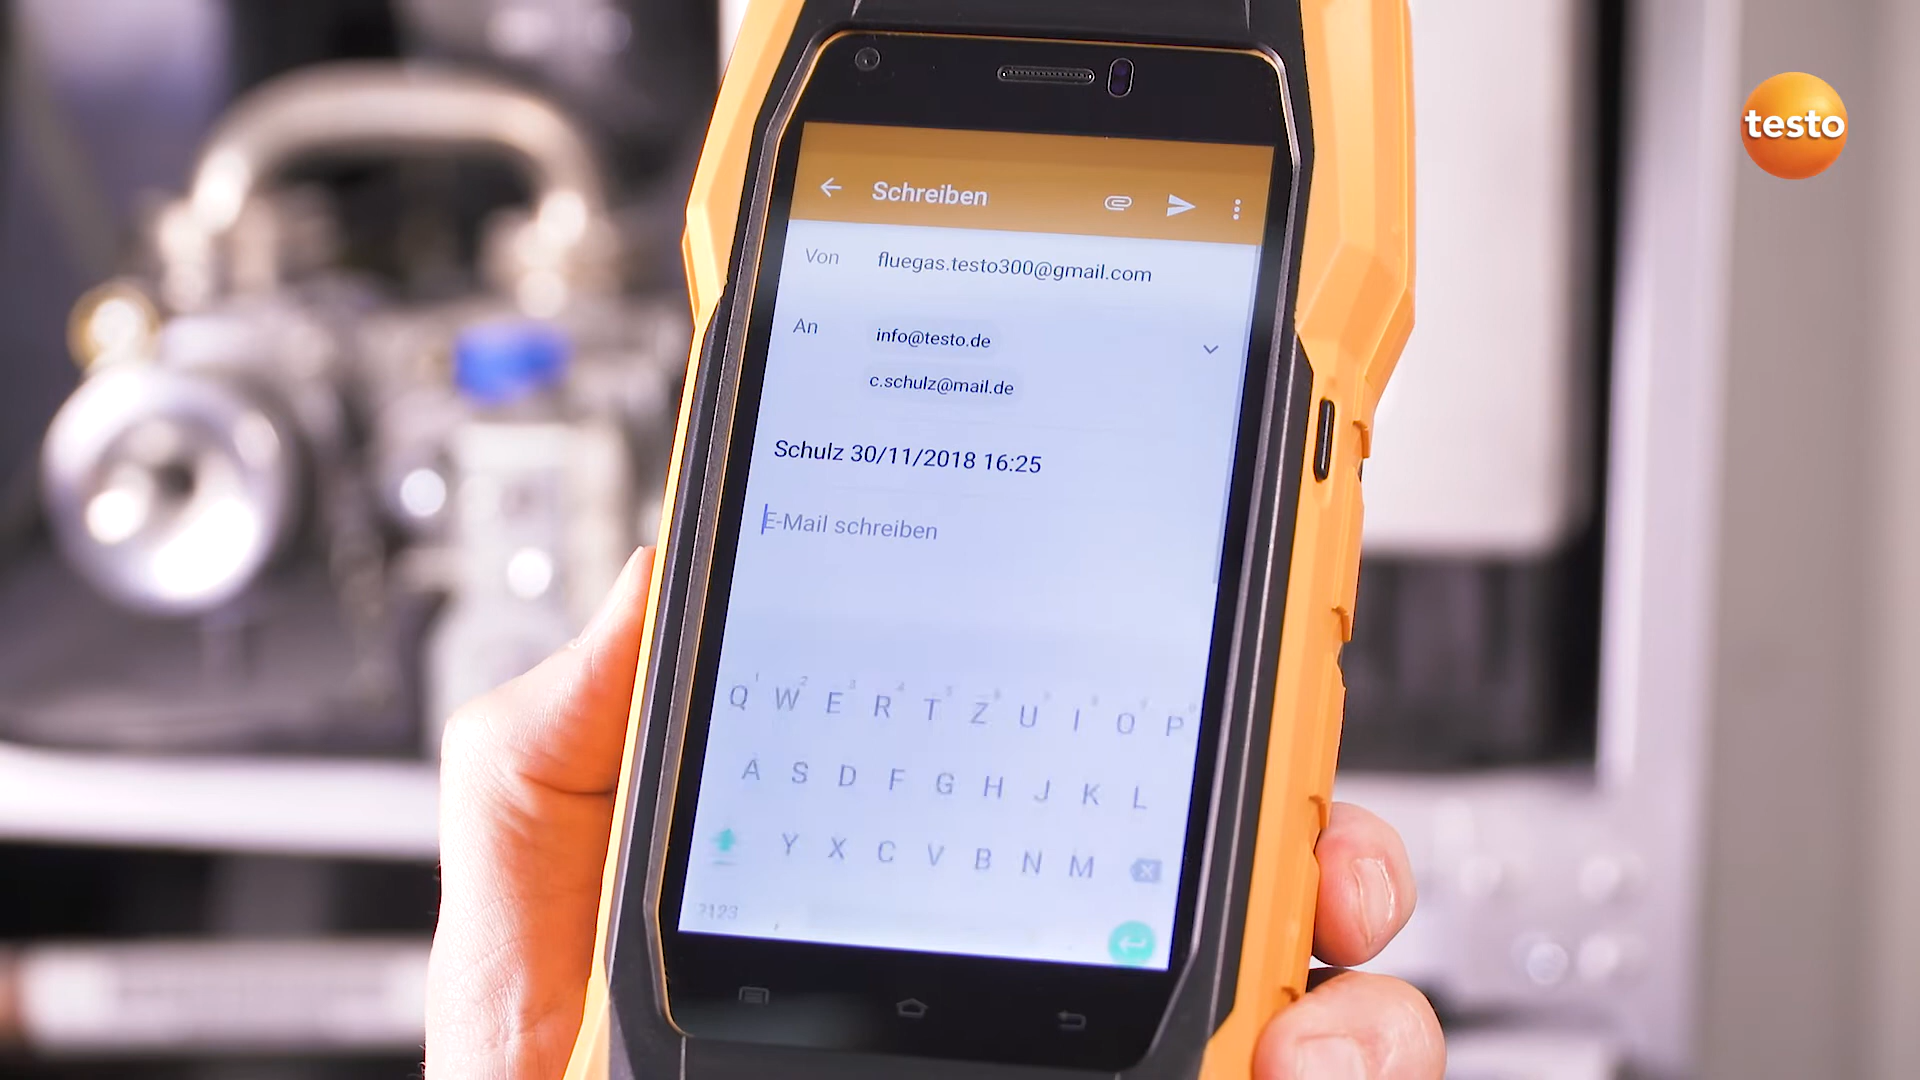 testo
Schreiben
Von fluegas.testo300@gmail.com
An info@testo.de
c.schulz@mail.de
Schulz 30/11/2018 16:25
E-Mail schreiben
Q W E R T Z U I O P
A S D F G H J K L
Y X C V B N M
?123